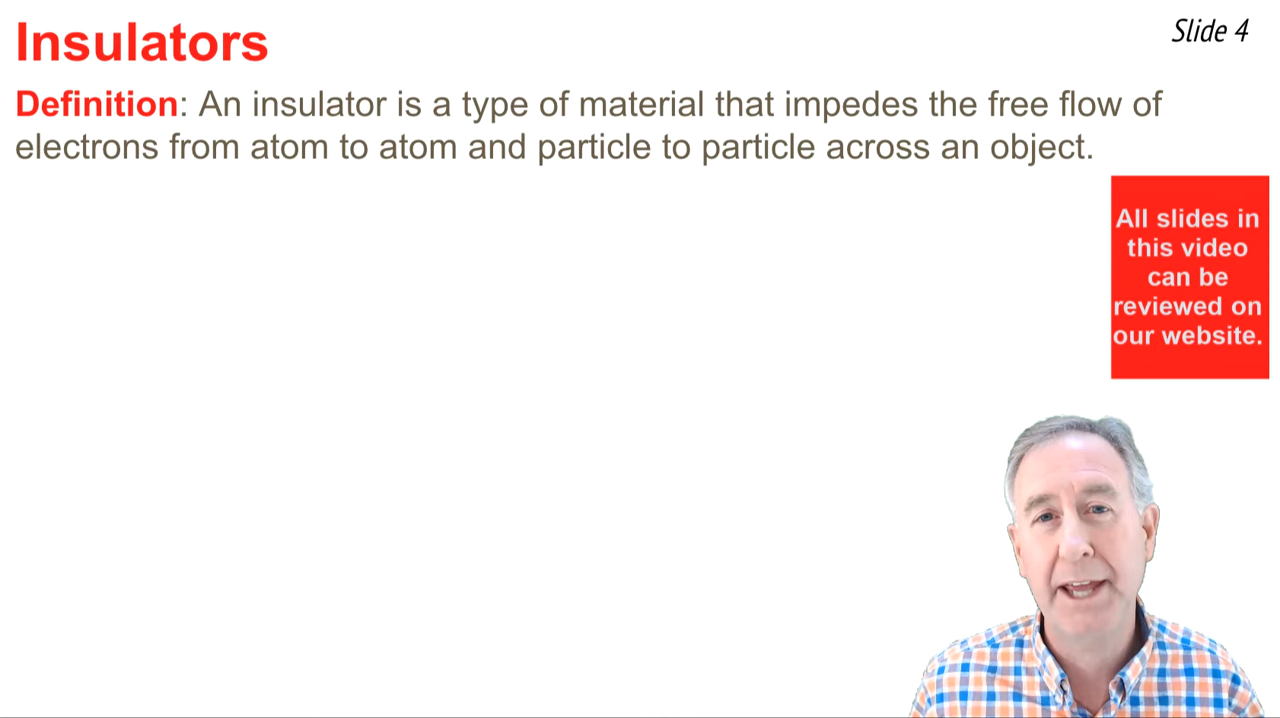 Insulators
Slide 4
Definition: An insulator is a type of material that impedes the free flow of
electrons from atom to atom and particle to particle across an object.
All slides in
this video
can be
reviewed on
our website.